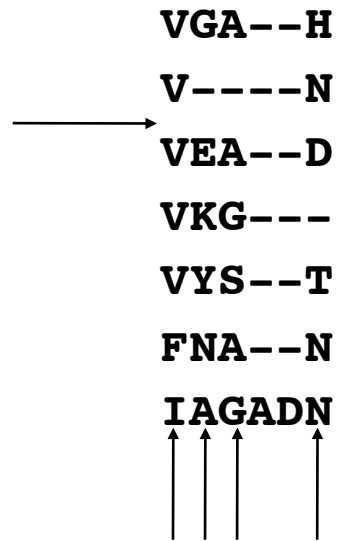 VGA--H
V----N
VEA--D
VKG---
VYS--T
FNA--N
IAGADN